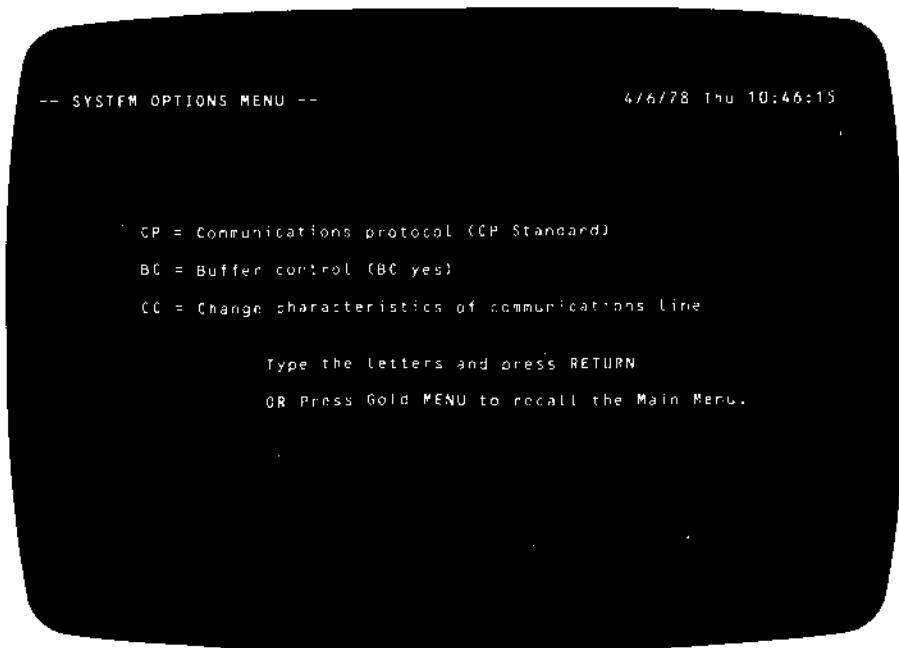 -- SYSTEM OPTIONS MENU -- 4/6/78 Thu 10:46:15
CP = Communications protocol (CP Standard)
BC = Buffer control (BC yes)
CC = Change characteristics of communications line
Type the letters and press RETURN
OR Press Gold MENU to recall the Main Menu.